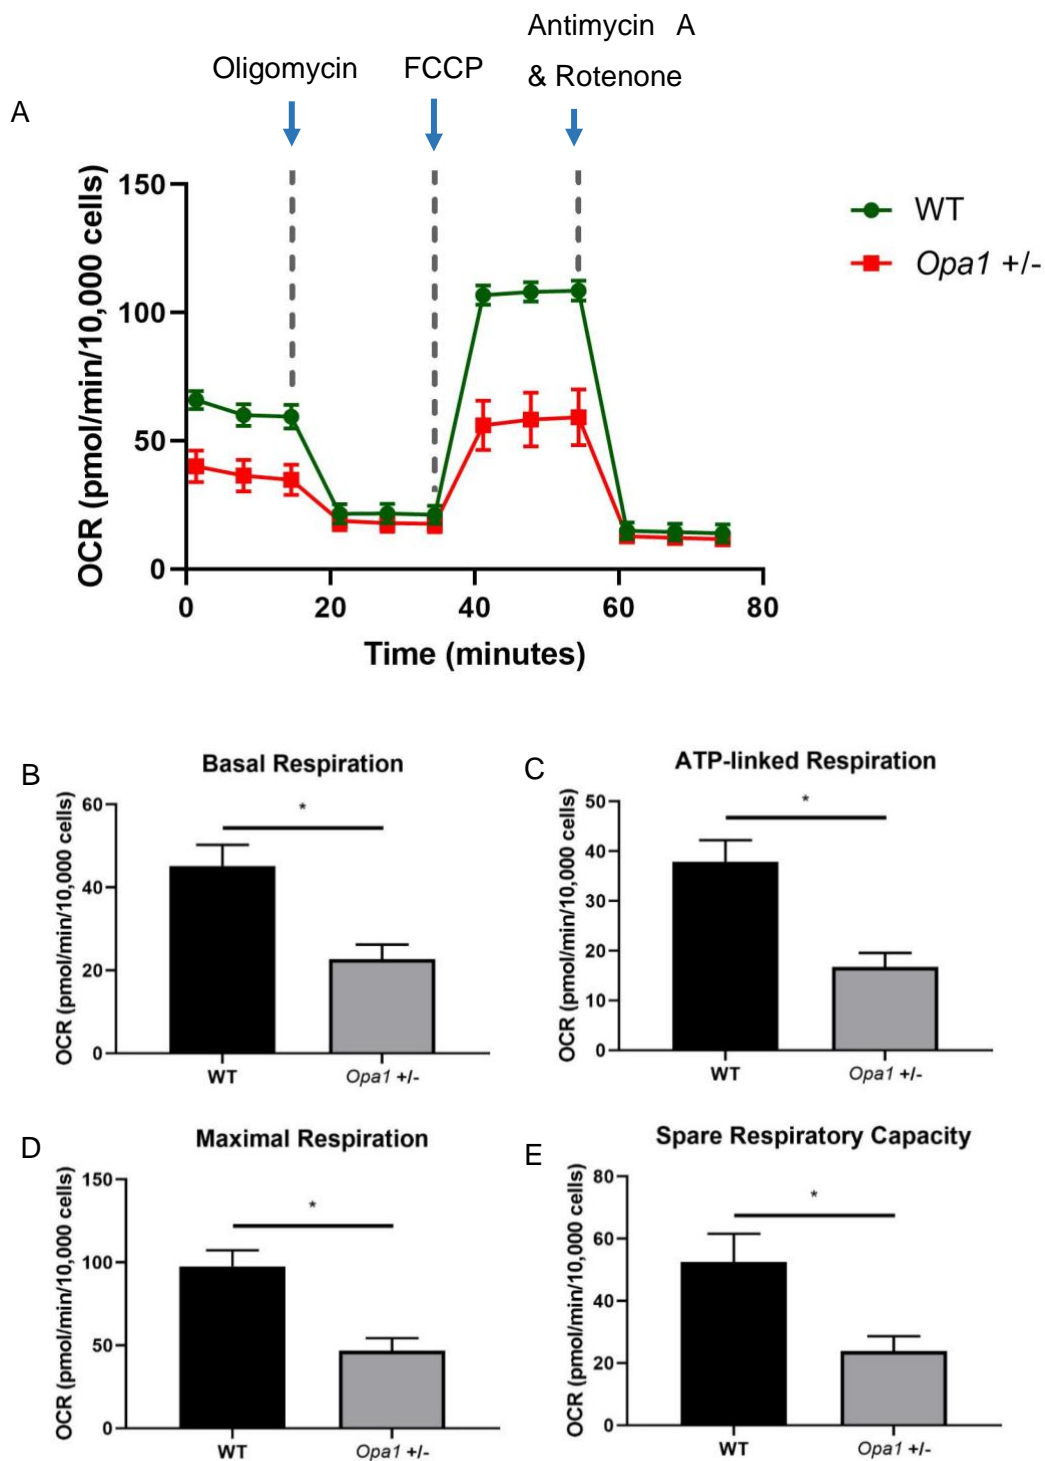 Antimycin A
Oligomycin FCCP & Rotenone
A
OCR (pmol/min/10,000 cells)
150
100
50
0
0 20 40 60 80
Time (minutes)
WT
Opa1 +/-
B
Basal Respiration
OCR (pmol/min/10,000 cells)
60
40
20
0
*
WT Opa1 +/-
C
ATP-linked Respiration
OCR (pmol/min/10,000 cells)
50
40
30
20
10
0
*
WT Opa1 +/-
D
Maximal Respiration
OCR (pmol/min/10,000 cells)
150
100
50
0
*
WT Opa1 +/-
E
Spare Respiratory Capacity
OCR (pmol/min/10,000 cells)
80
60
40
20
0
*
WT Opa1 +/-